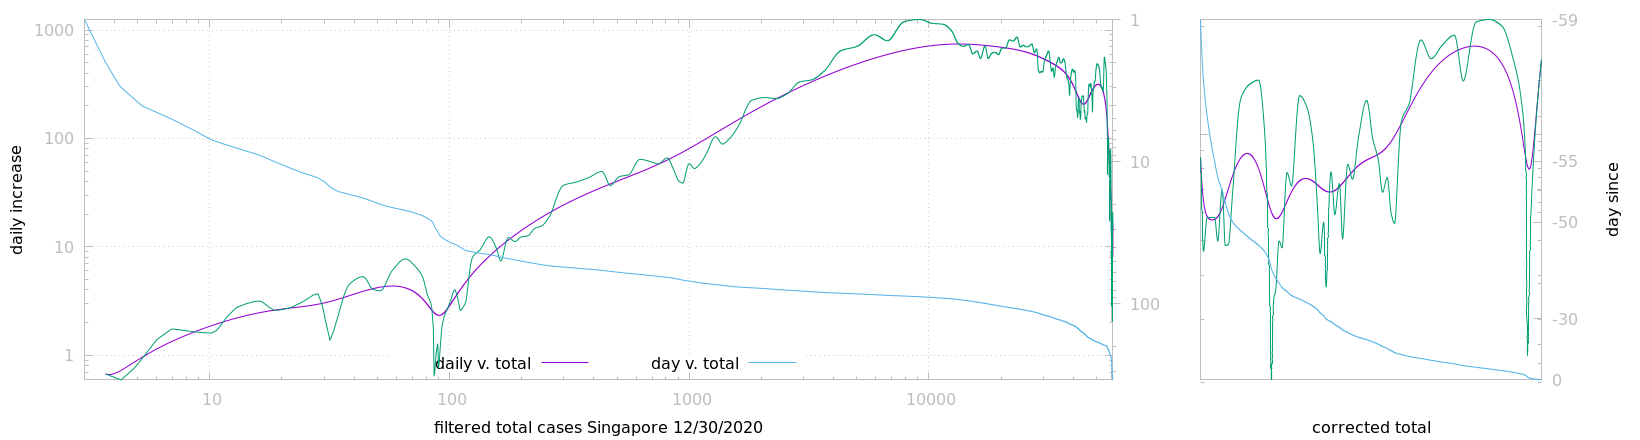 1000
100
10
1
daily increase
10
100
1000
10000
filtered total cases Singapore 12/30/2020
daily v. total
day v. total
1
10
100
-59
-55
-50
-30
0
day since
corrected total